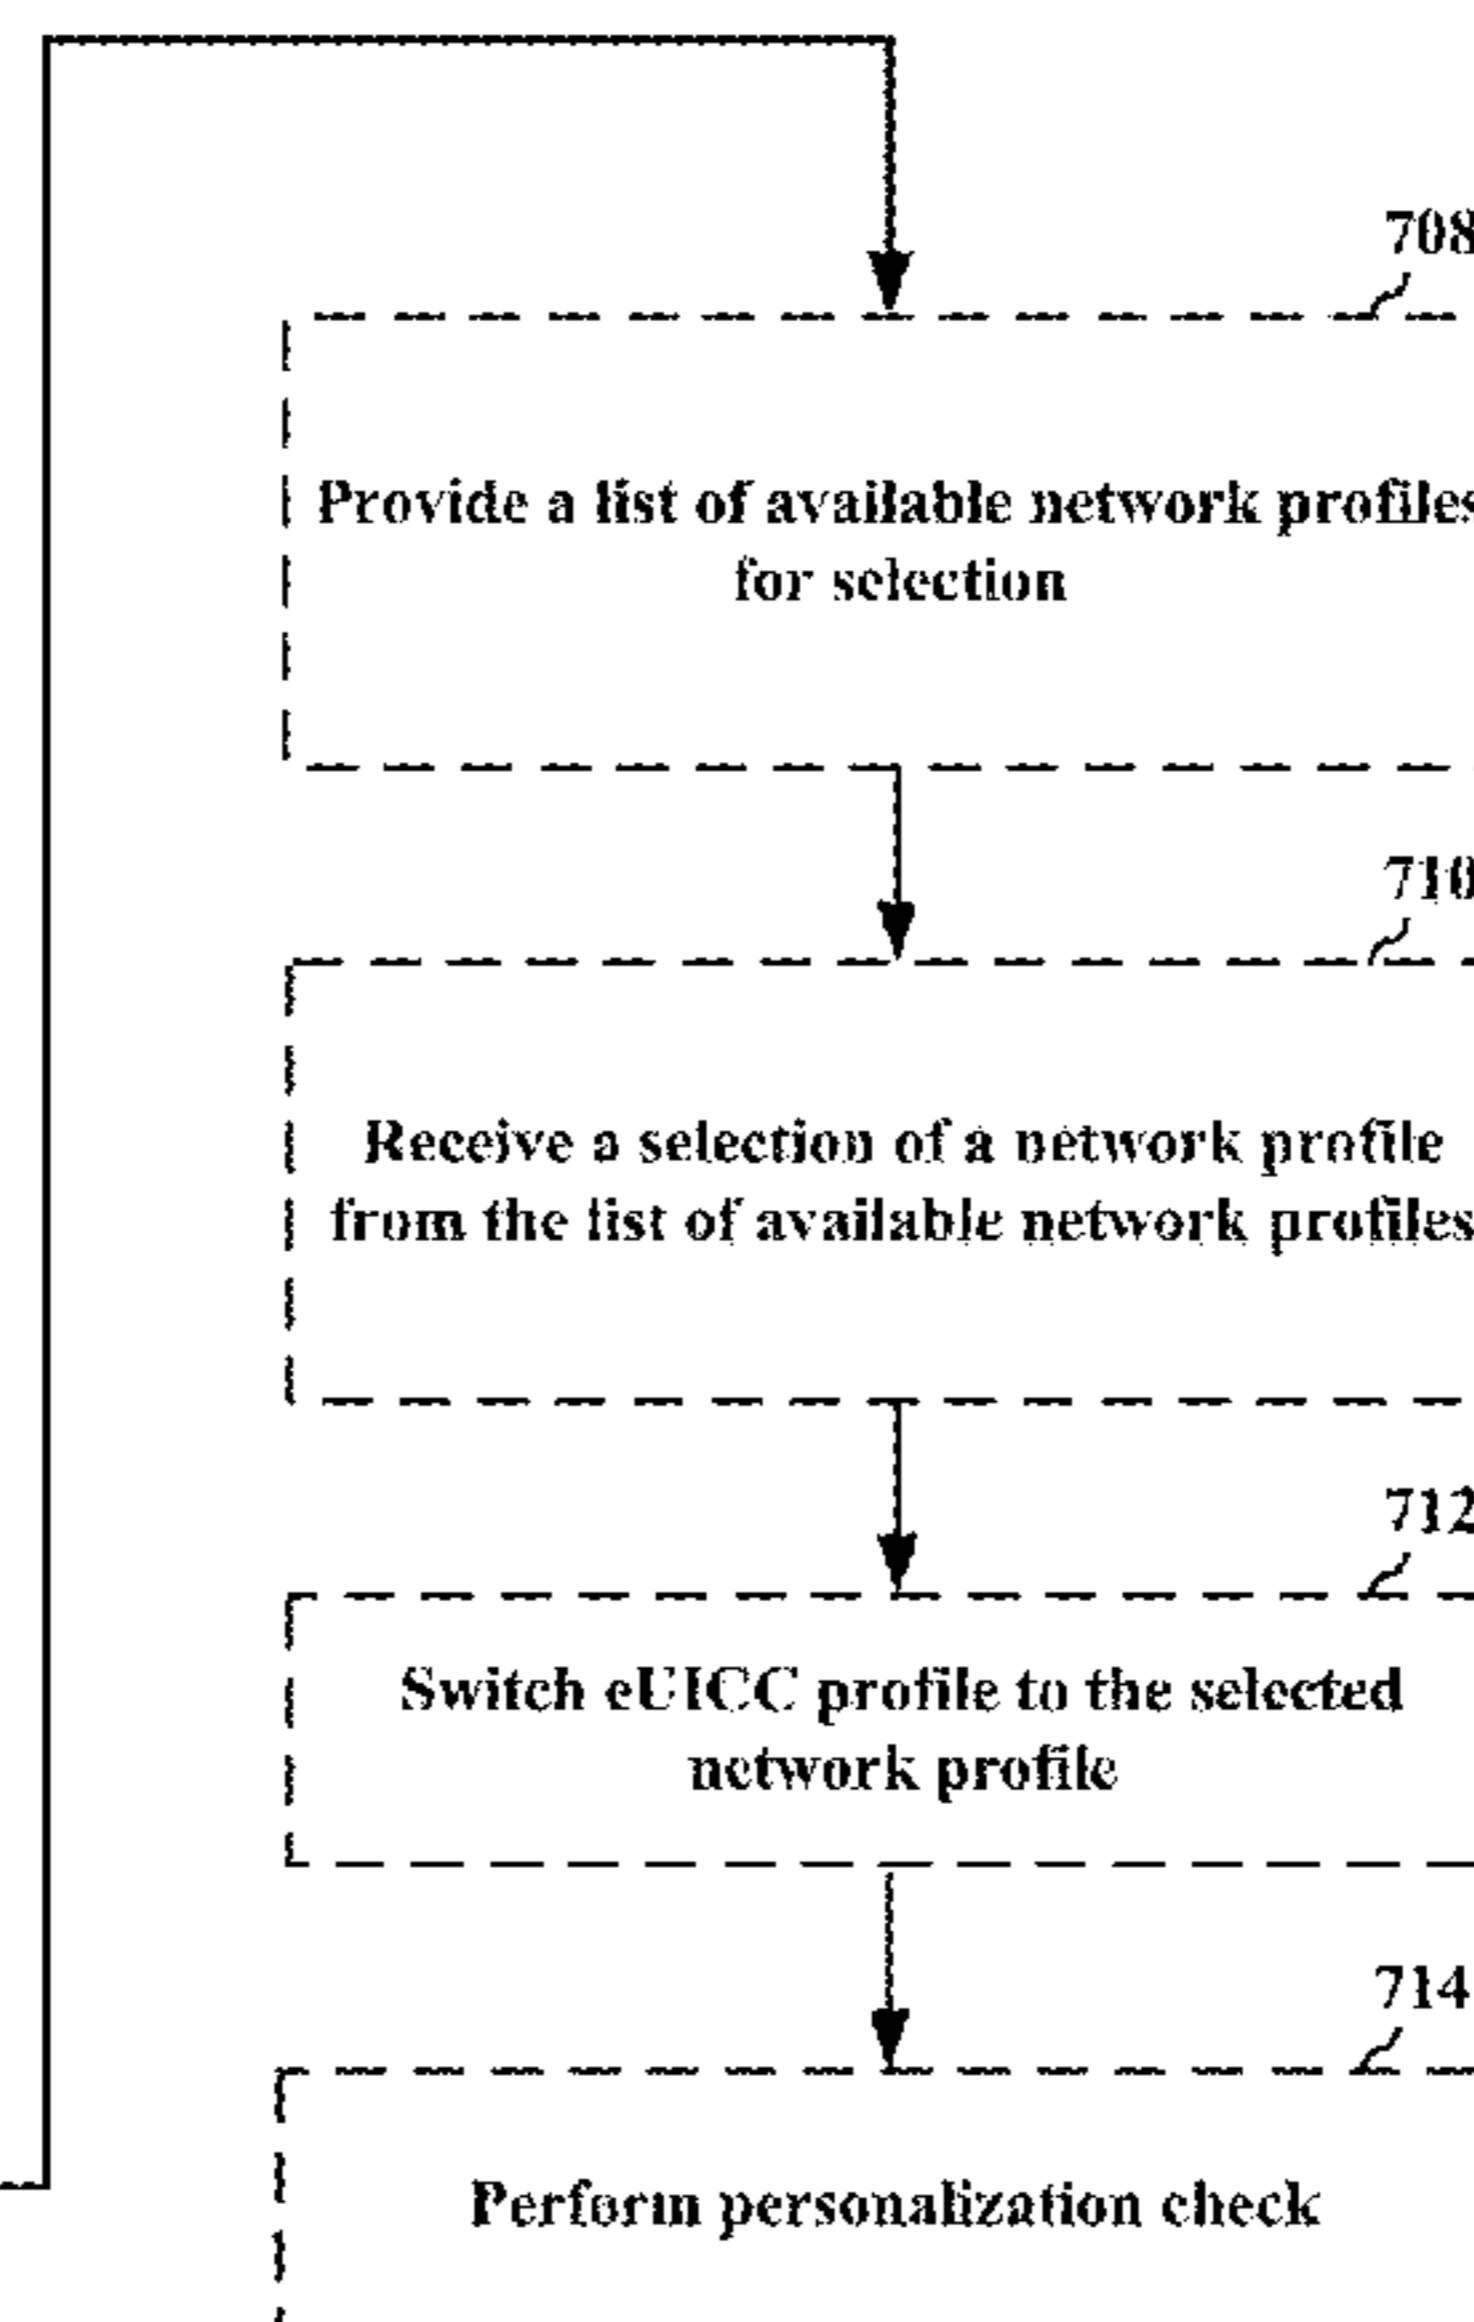 708
Provide a list of available network profiles
for selection
710
Receive a selection of a network profile
from the list of available network profiles
712
Switch eUICC profile to the selected
network profile
714
Perform personalization check